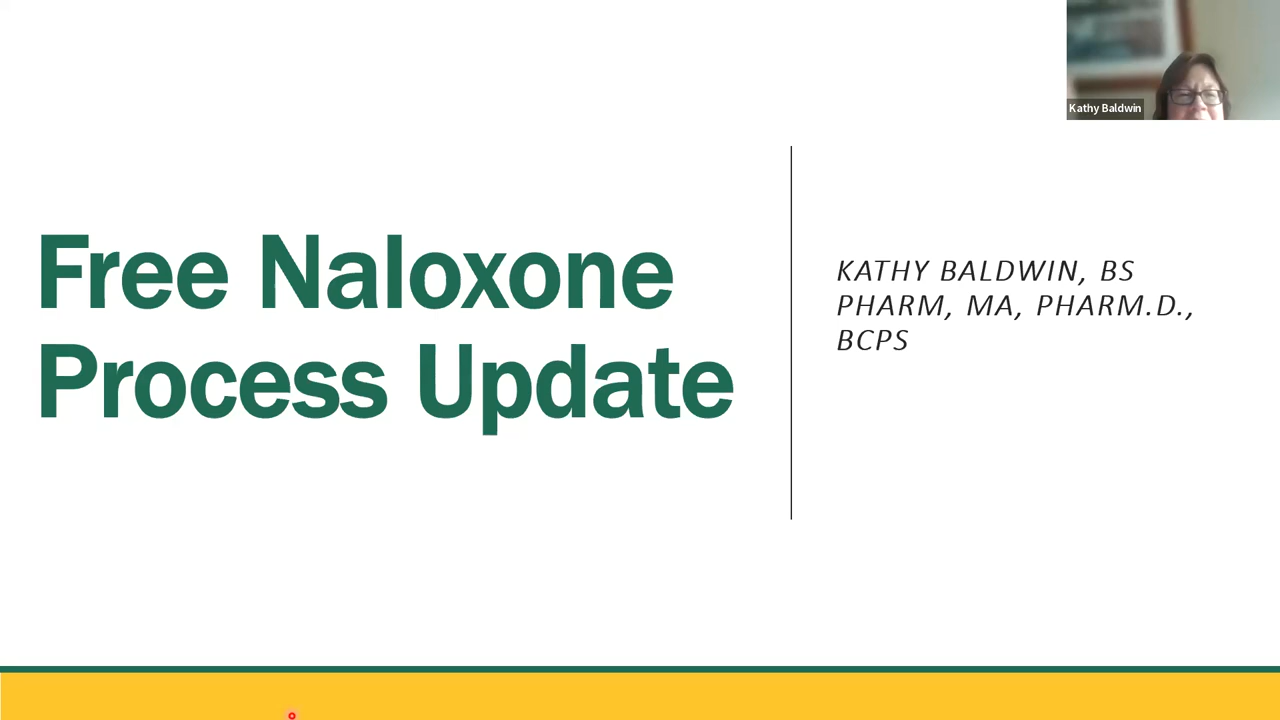 Kathy Baldwin
Free Naloxone
Process Update
KATHY BALDWIN, BS
PHARM, MA, PHARM.D.,
BCPS